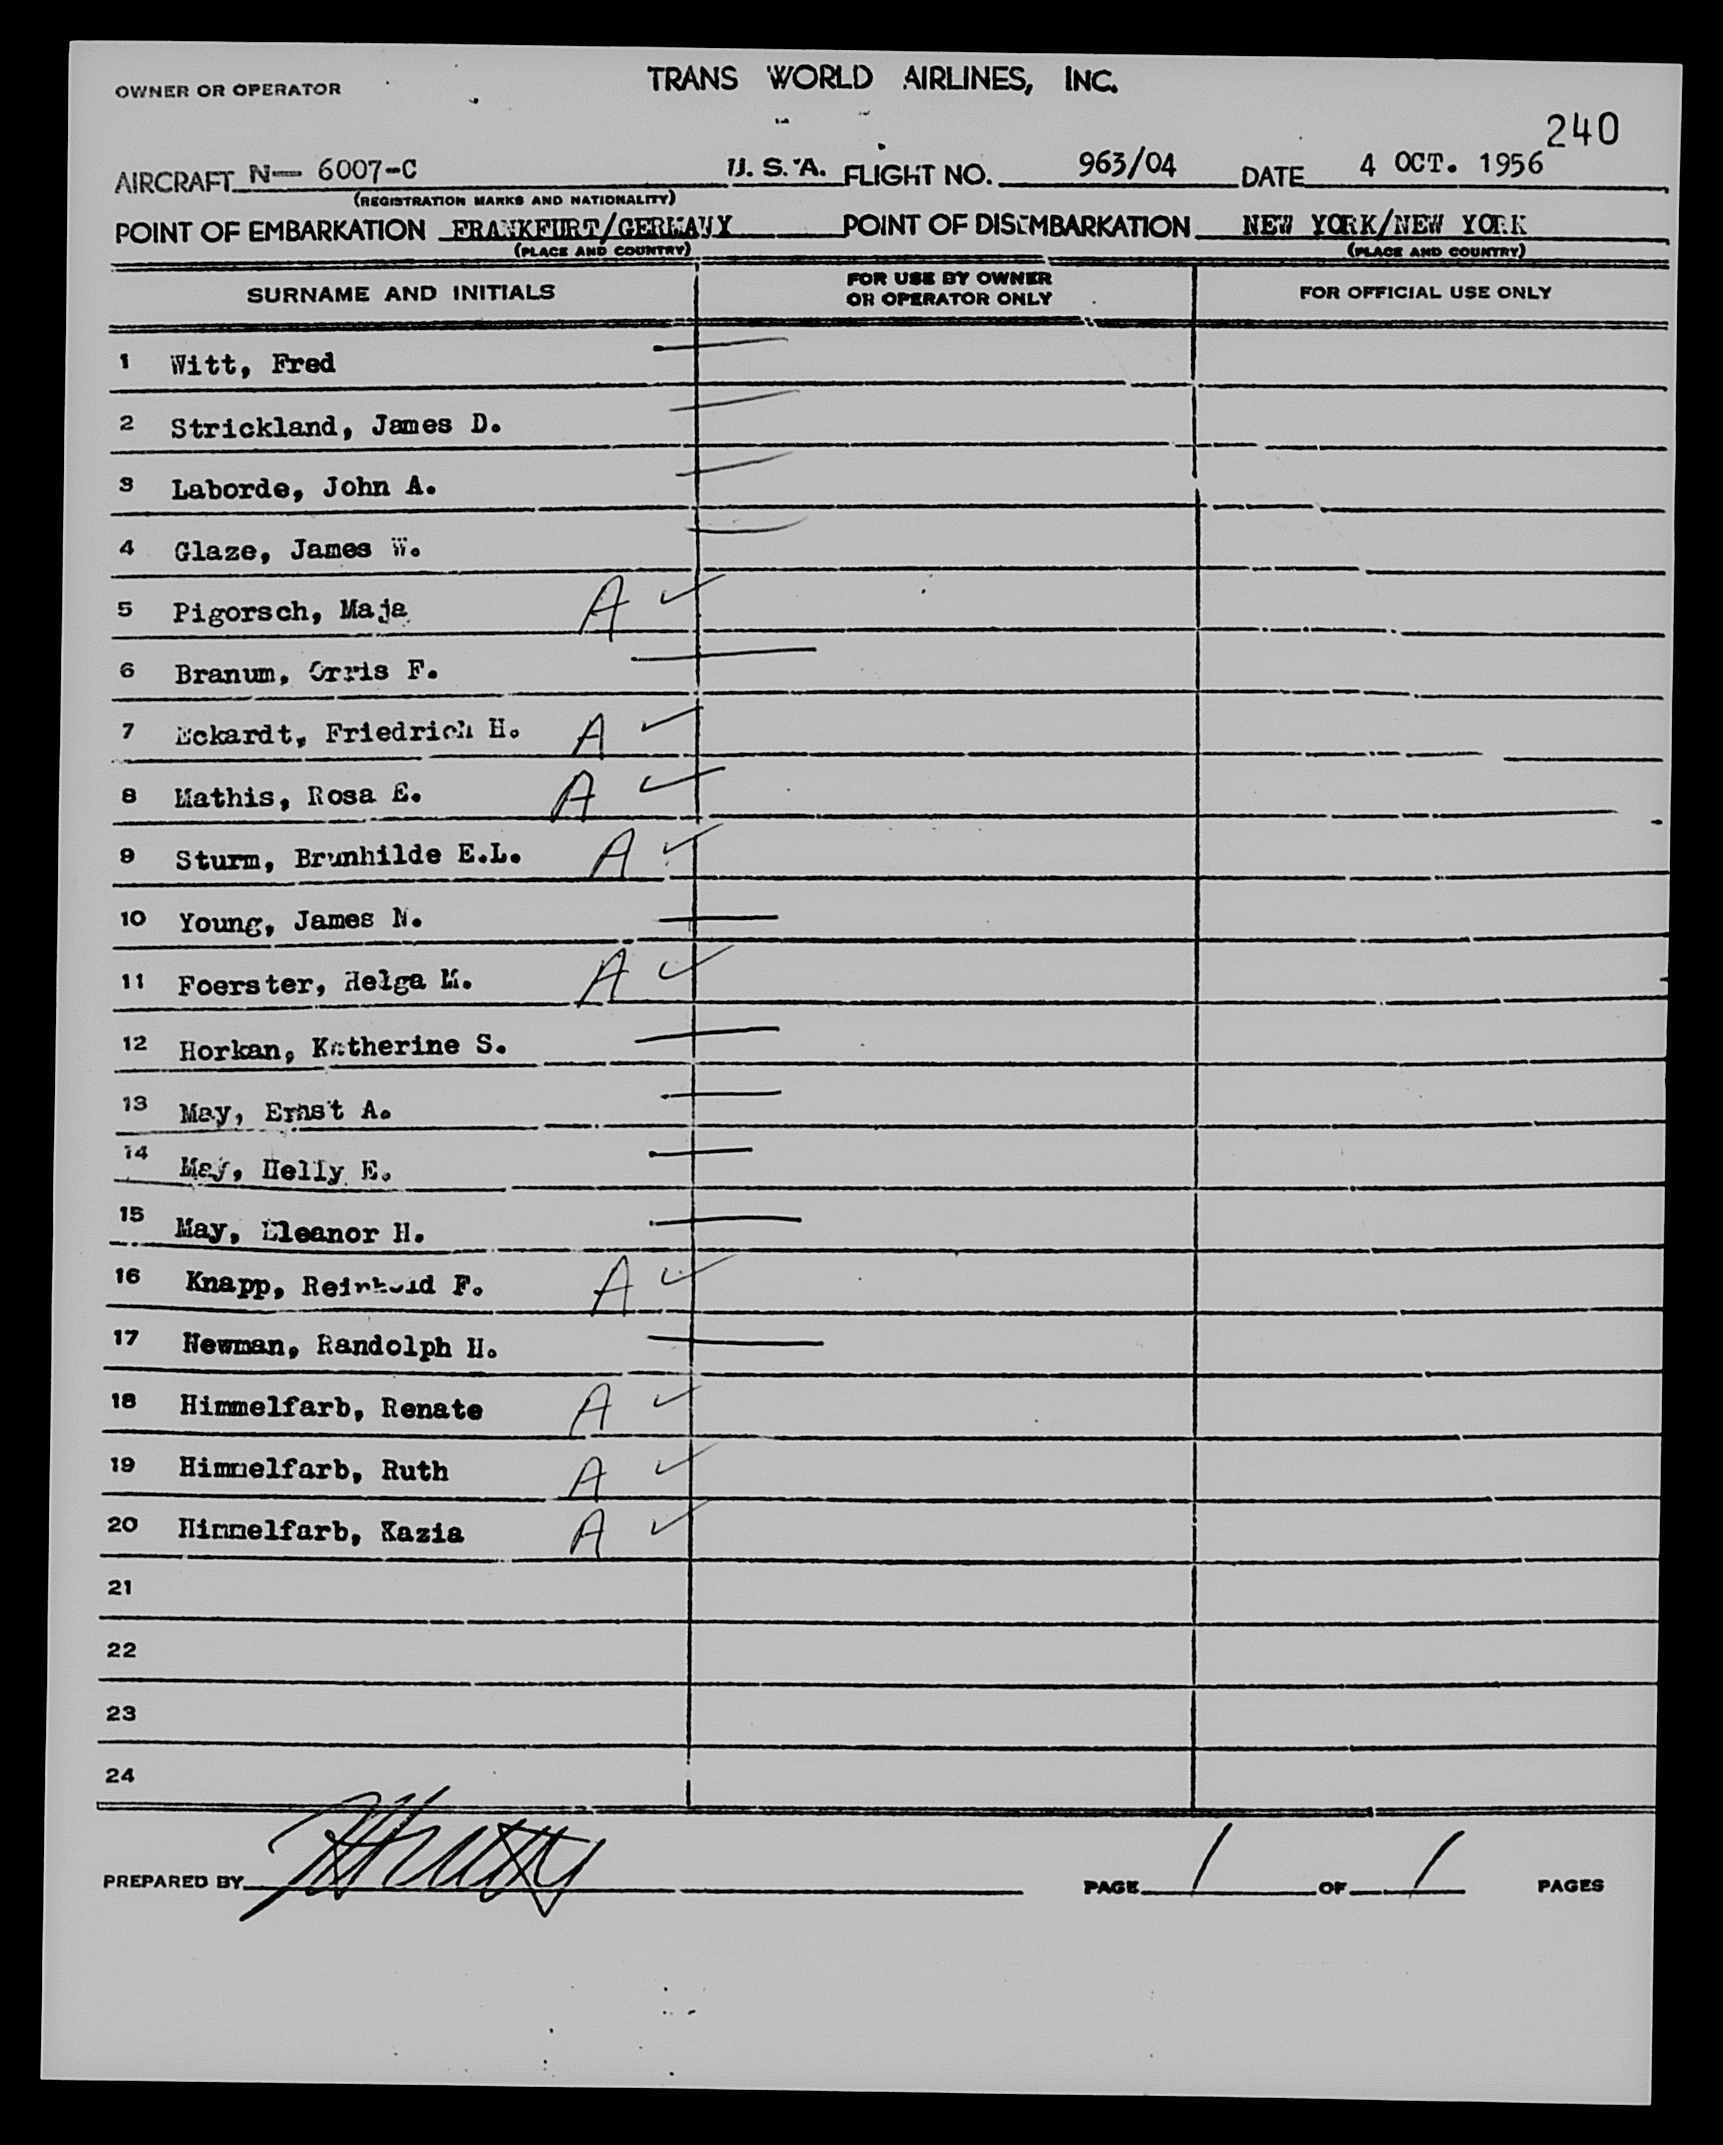 TRANS WORLD AIRLINES, INC.
OWNER OR OPERATOR
240
AIRCRAFT N- 6007-C U. S. A. FLIGHT NO. 963/04 DATE 4 OCT. 1956
(REGISTRATION MARKS AND NATIONALITY)
POINT OF EMBARKATION FRANKFURT/GERMANY POINT OF DISEMBARKATION NEW YORK/NEW YORK
(PLACE AND COUNTRY) (PLACE AND COUNTRY)
SURNAME AND INITIALS FOR USE BY OWNER OR OPERATOR ONLY FOR OFFICIAL USE ONLY
1 Witt, Fred —
2 Strickland, James D. —
3 Laborde, John A. —
4 Glaze, James W. —
5 Pigorsch, Maja A ✓
6 Branum, Orris F. —
7 Eckardt, Friedrich H. A ✓
8 Mathis, Rosa E. A ✓
9 Sturm, Brunhilde E.L. A ✓
10 Young, James N. —
11 Foerster, Helga M. A ✓
12 Horkan, Katherine S. —
13 May, Ernst A. —
14 May, Helly E. —
15 May, Eleanor H. —
16 Knapp, Reinhold F. A ✓
17 Newman, Randolph H. —
18 Himmelfarb, Renate A ✓
19 Himmelfarb, Ruth A ✓
20 Himmelfarb, Kazia A ✓
21
22
23
24
PREPARED BY PAGE 1 OF 1 PAGES